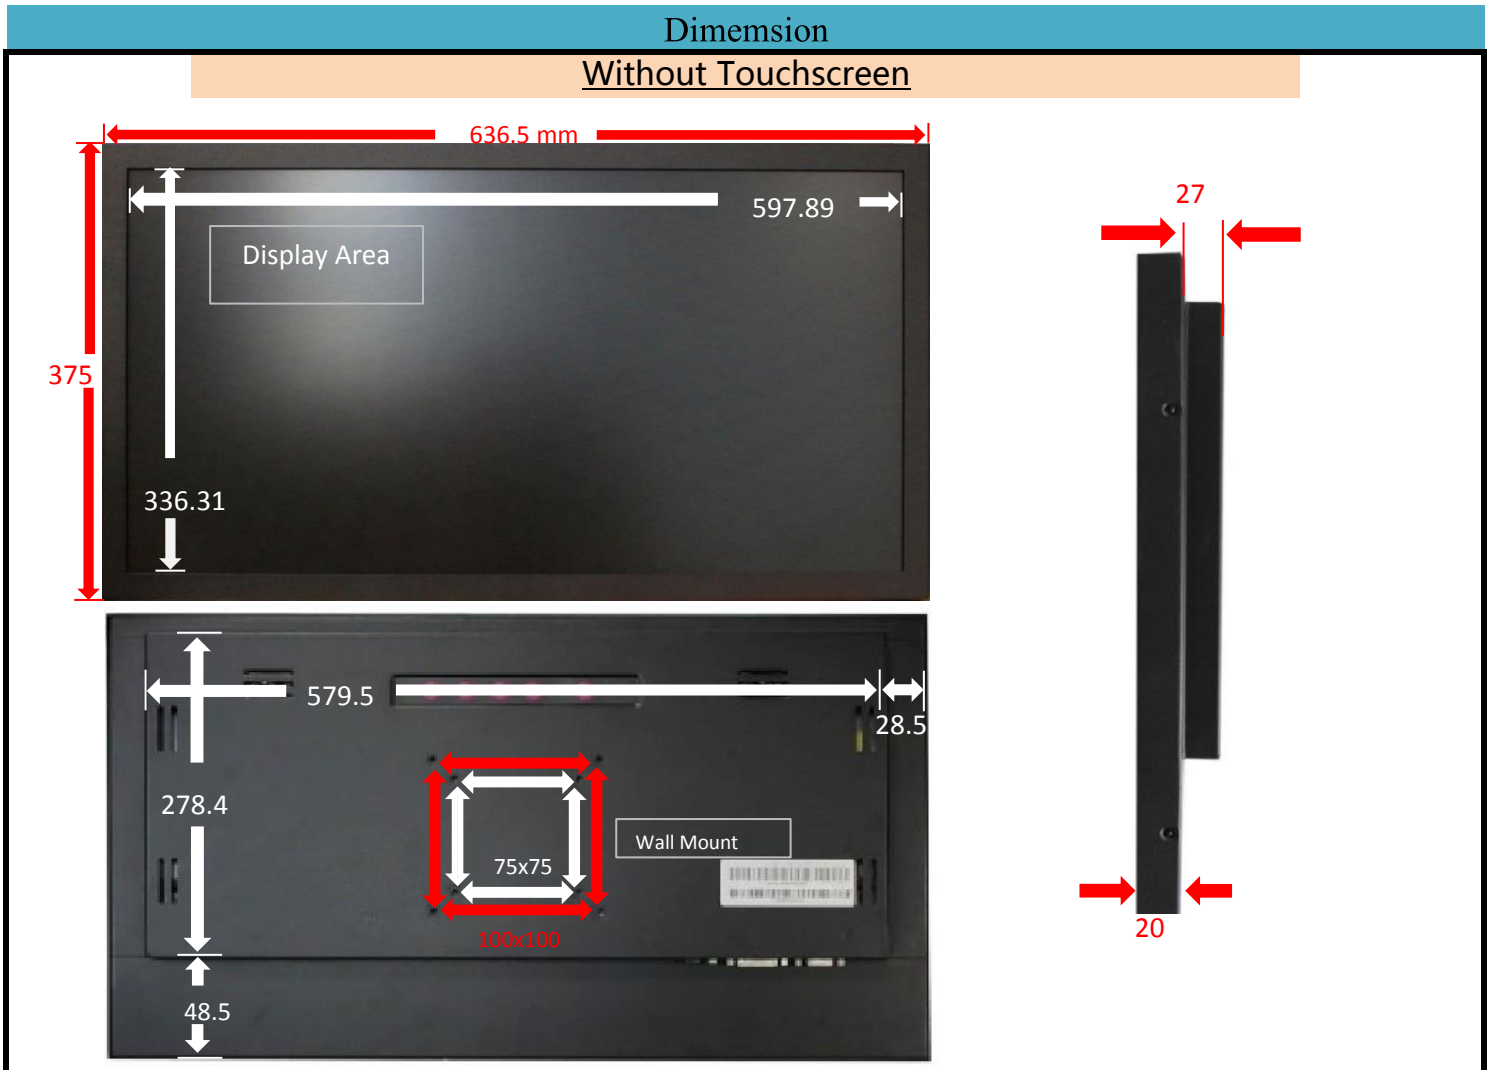 Dimemsion
Without Touchscreen
636.5 mm
597.89
Display Area
375
336.31
27
579.5
28.5
278.4
Wall Mount
75x75
100x100
48.5
20